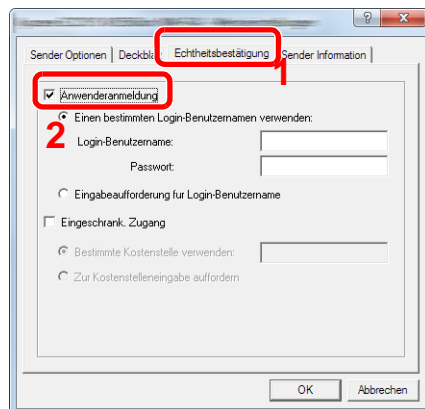 Sender Optionen Deckbla Echtheitsbestätigung Sender Information
1
Anwenderanmeldung
2
Einen bestimmten Login-Benutzernamen verwenden:
Login-Benutzername:
Passwort:
Eingabeaufforderung fur Login-Benutzername
Eingeschrank. Zugang
Bestimmte Kostenstelle verwenden:
Zur Kostenstelleneingabe auffordern
OK Abbrechen